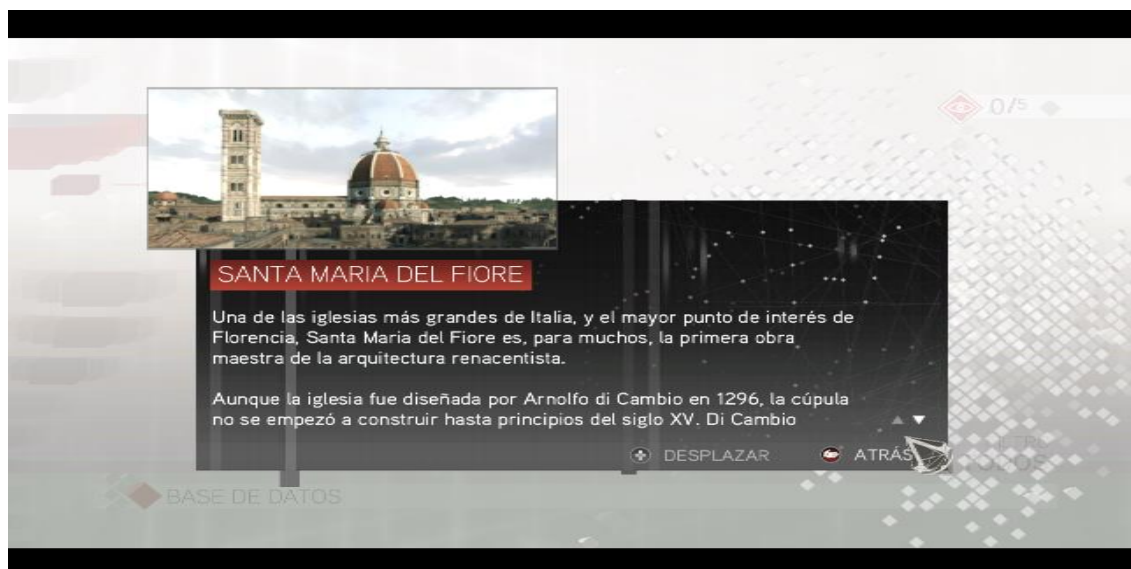 0/5
SANTA MARIA DEL FIORE
Una de las iglesias más grandes de Italia, y el mayor punto de interés de
Florencia, Santa Maria del Fiore es, para muchos, la primera obra
maestra de la arquitectura renacentista.
Aunque la iglesia fue diseñada por Arnolfo di Cambio en 1296, la cúpula
no se empezó a construir hasta principios del siglo XV. Di Cambio
DESPLAZAR
ATRÁS
BASE DE DATOS